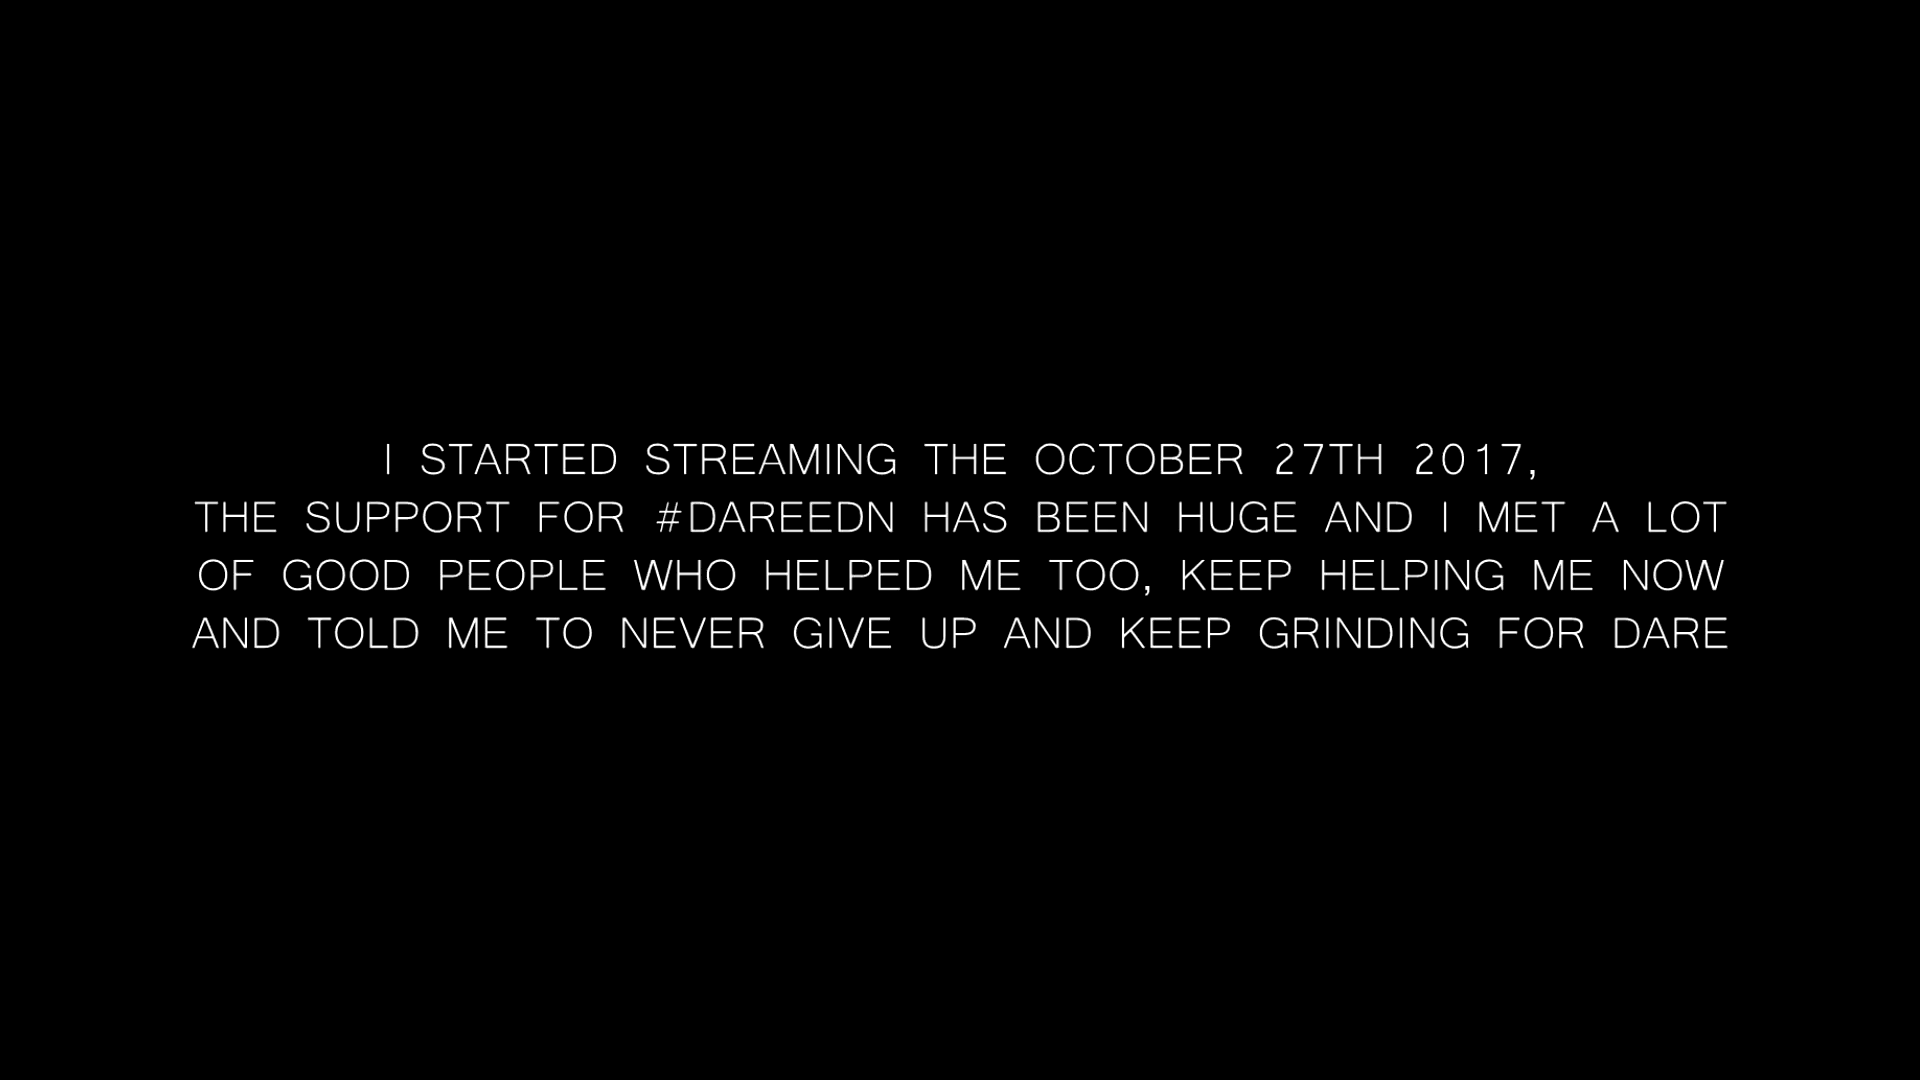 I STARTED STREAMING THE OCTOBER 27TH 2017,
THE SUPPORT FOR #DAREEDN HAS BEEN HUGE AND I MET A LOT
OF GOOD PEOPLE WHO HELPED ME TOO, KEEP HELPING ME NOW
AND TOLD ME TO NEVER GIVE UP AND KEEP GRINDING FOR DARE